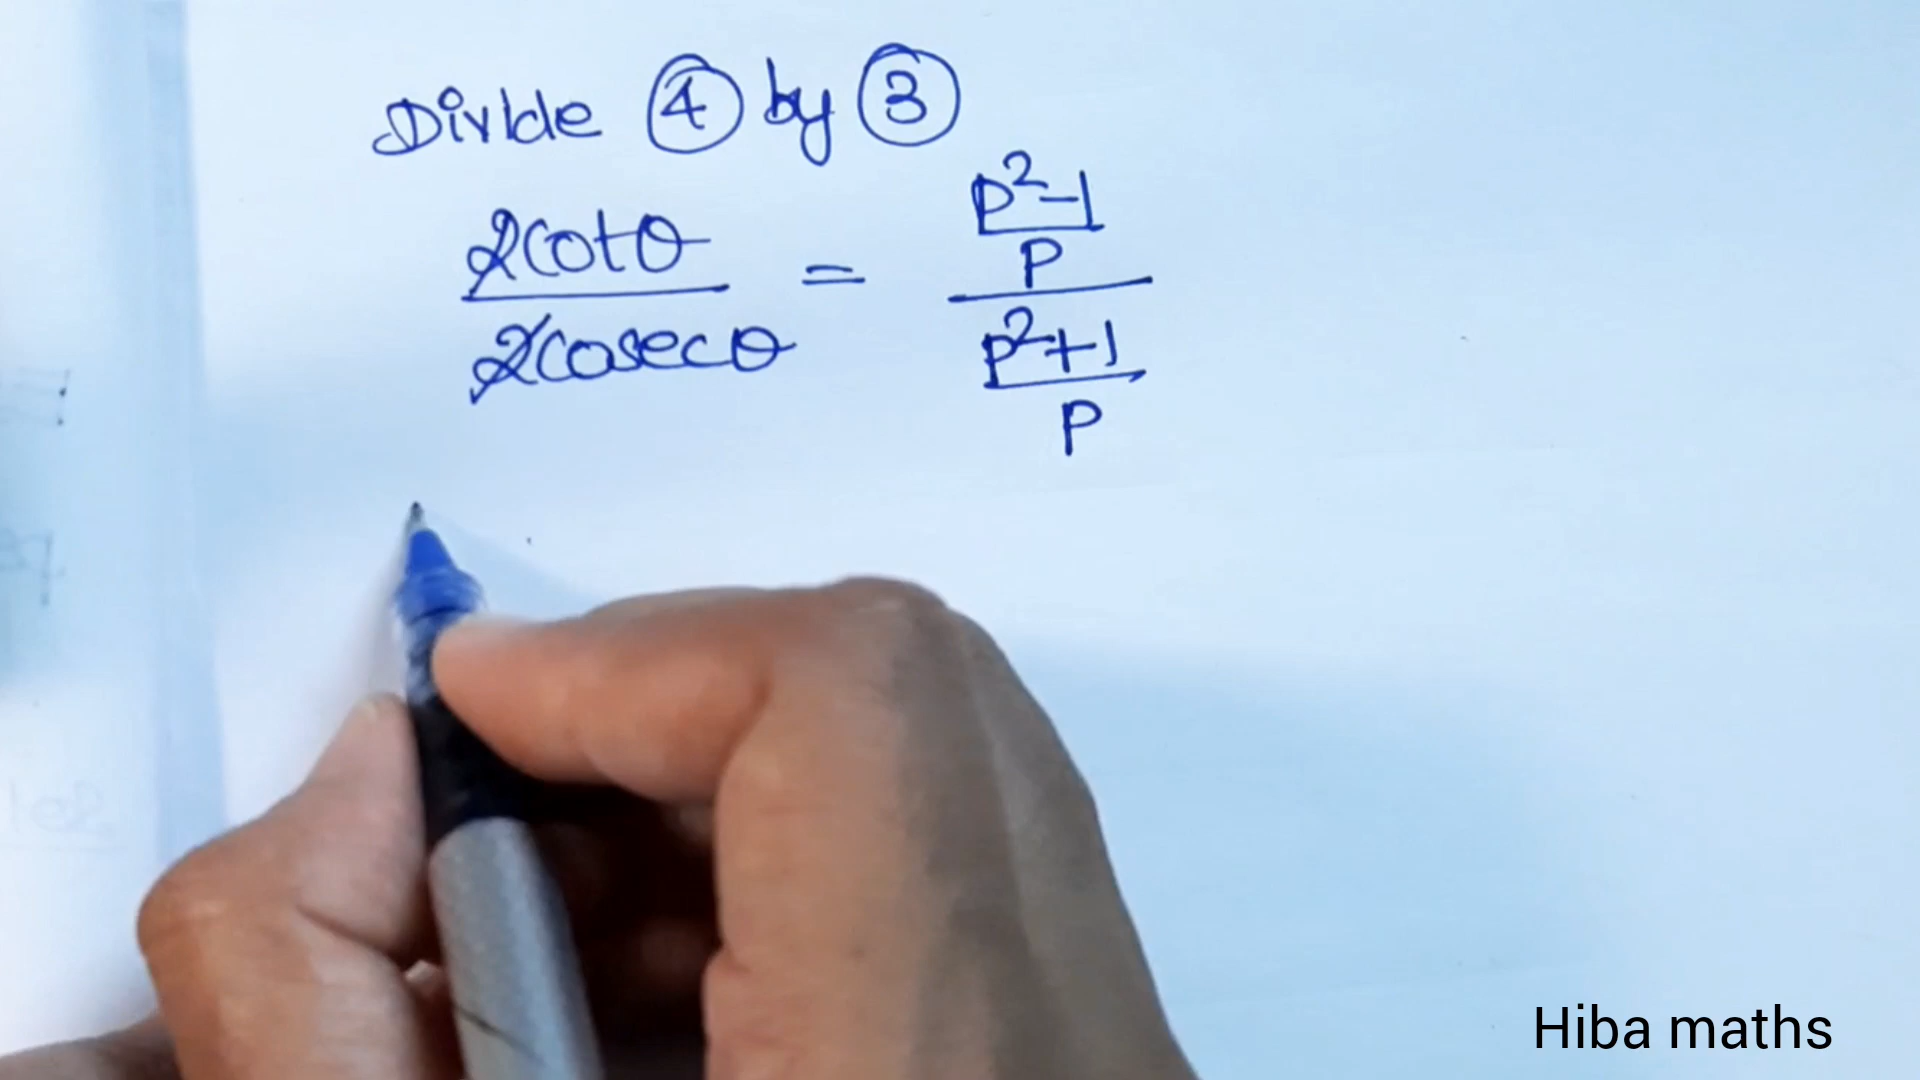 Divide ④ by ③
2cotθ / 2cosecθ = (p²-1 / p) / (p²+1 / p)
Hiba maths